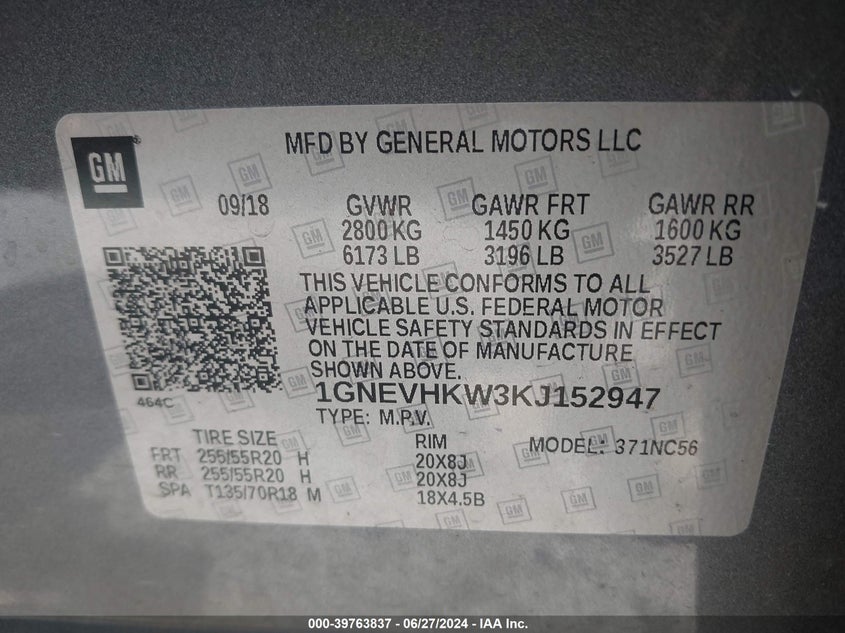 GM
MFD BY GENERAL MOTORS LLC
09/18 GVWR GAWR FRT GAWR RR
2800 KG 1450 KG 1600 KG
6173 LB 3196 LB 3527 LB
THIS VEHICLE CONFORMS TO ALL
APPLICABLE U.S. FEDERAL MOTOR
VEHICLE SAFETY STANDARDS IN EFFECT
ON THE DATE OF MANUFACTURE
SHOWN ABOVE.
464C
1GNEVHKW3KJ152947
TYPE: M.P.V.
TIRE SIZE RIM MODEL: 371NC56
FRT 255/55R20 H 20X8J
RR 255/55R20 H 20X8J
SPA T135/70R18 M 18X4.5B
000-39763837 - 06/27/2024 - IAA Inc.